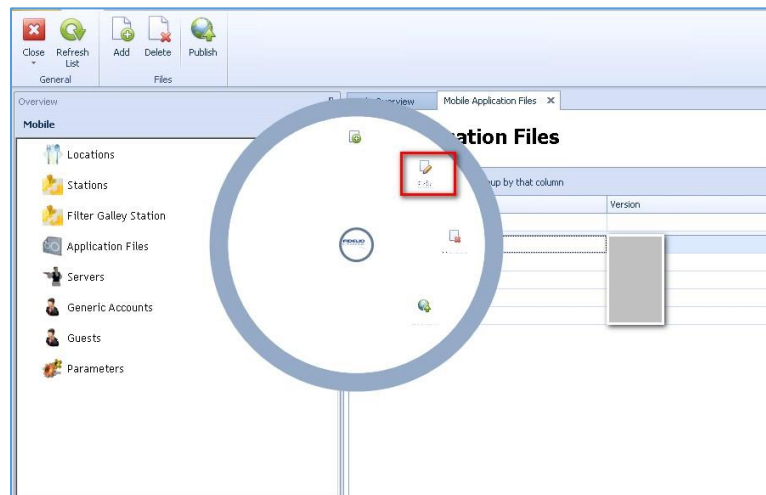 Close
Refresh
List
Add
Delete
Publish
General
Files
Overview
Mobile
Locations
Stations
Filter Galley Station
Application Files
Servers
Generic Accounts
Guests
Parameters
Mobile Application Files
ation Files
up by that column
Version